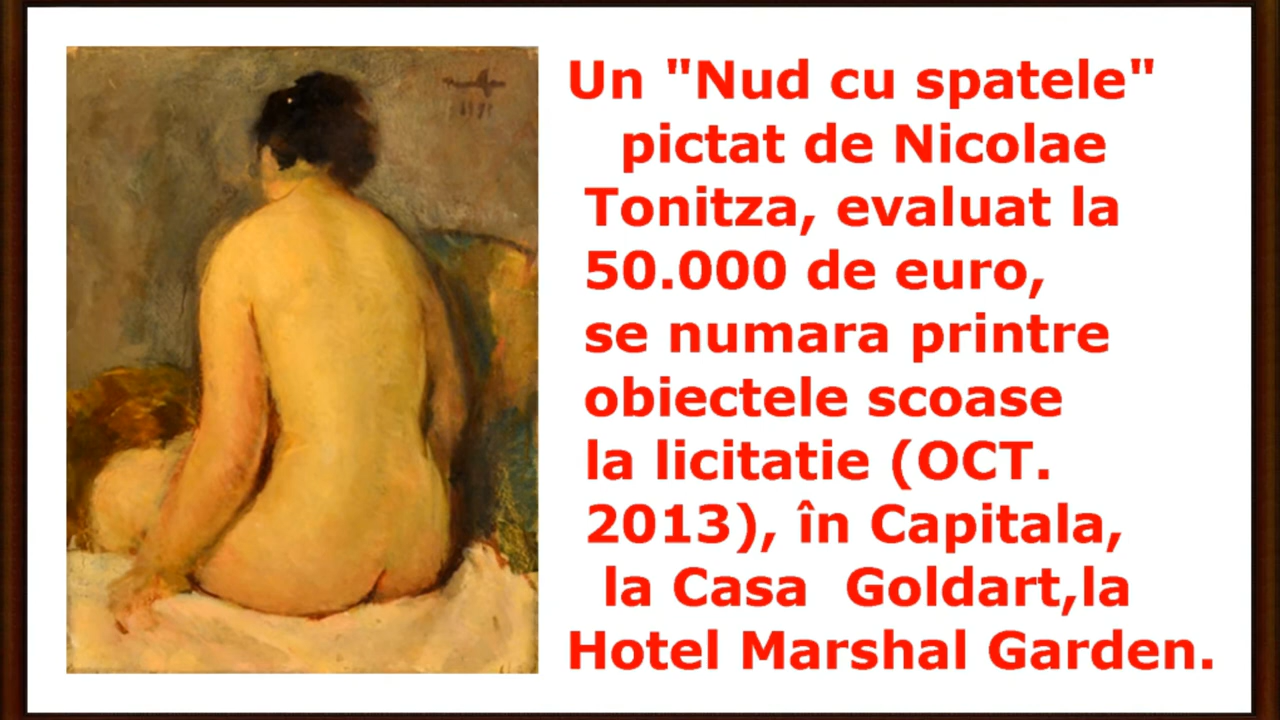 Un "Nud cu spatele"
pictat de Nicolae
Tonitza, evaluat la
50.000 de euro,
se numara printre
obiectele scoase
la licitatie (OCT.
2013), în Capitala,
la Casa Goldart,la
Hotel Marshal Garden.